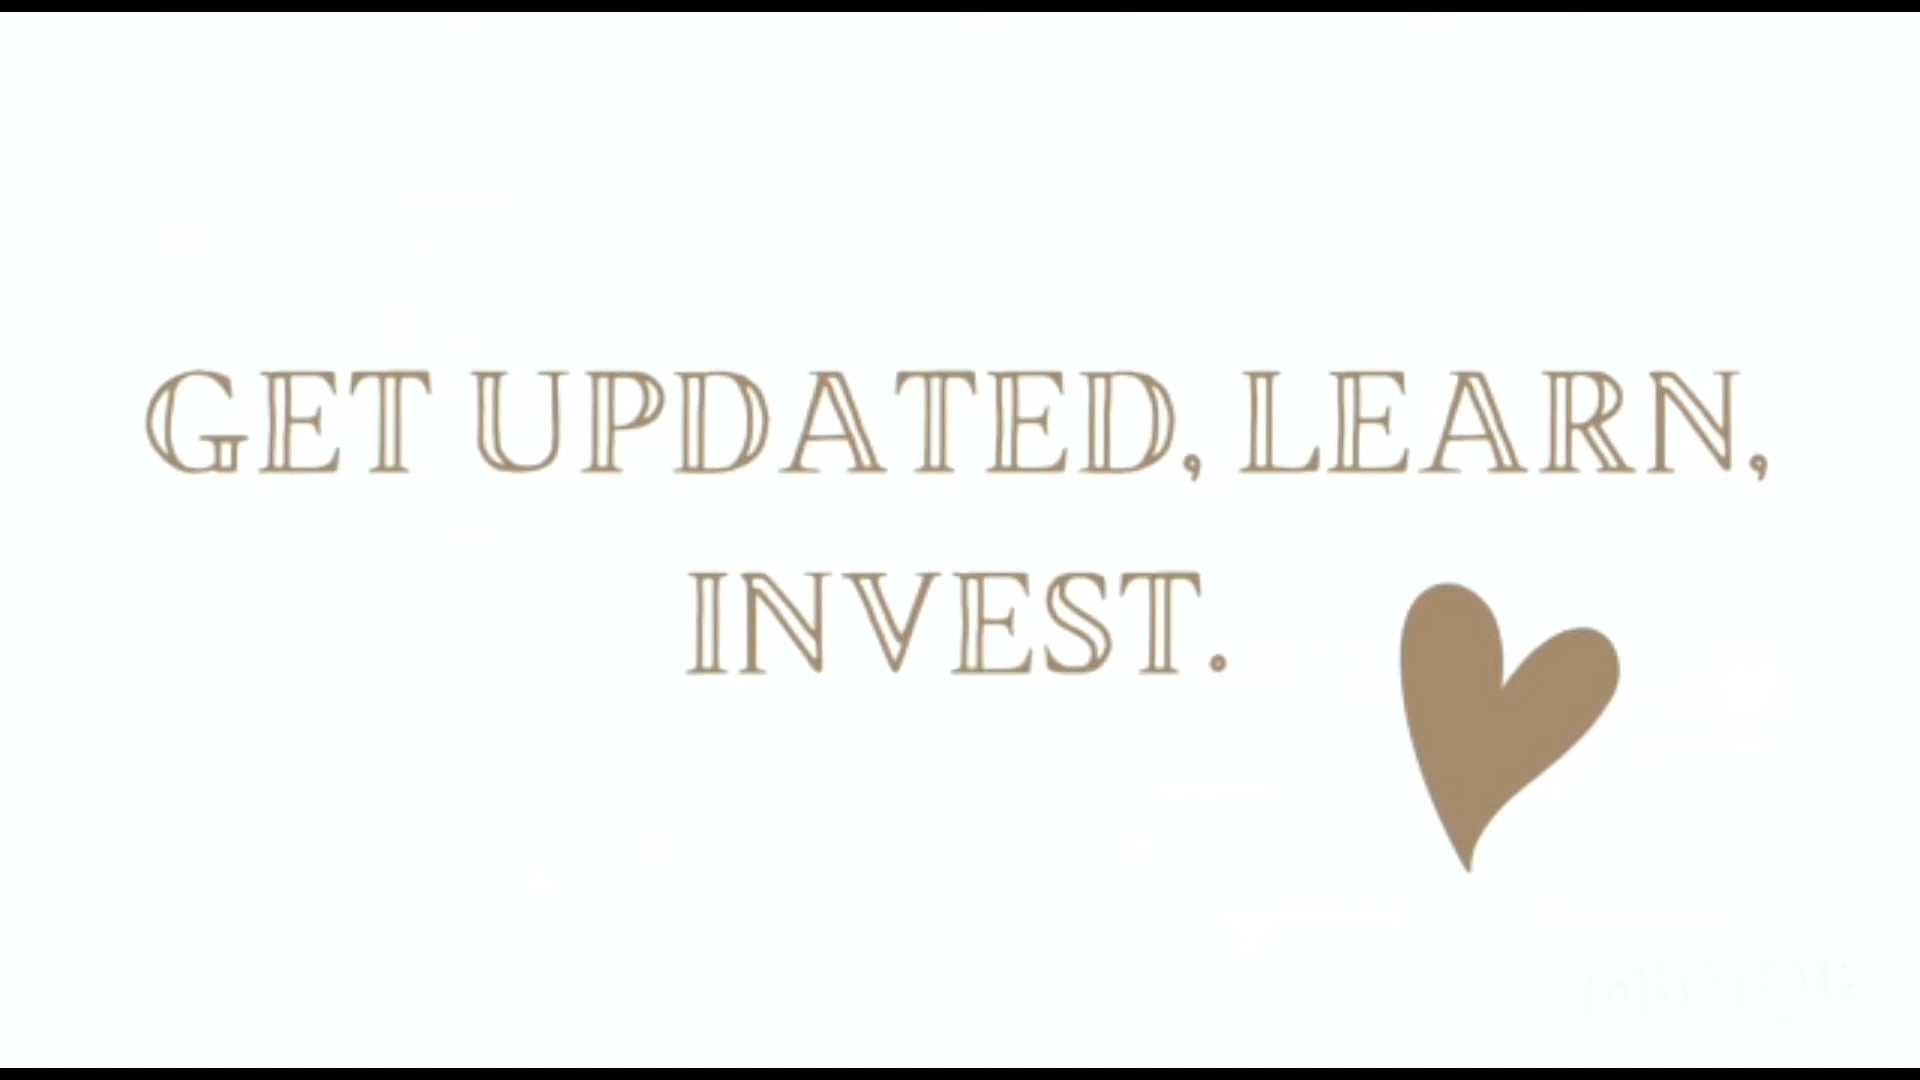 GET UPDATED, LEARN,
INVEST.